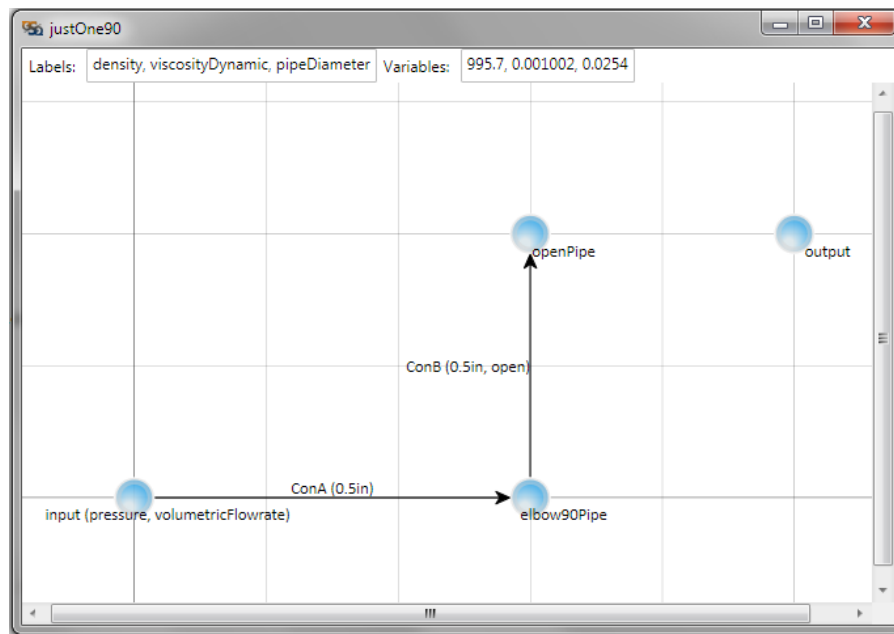 justOne90
Labels: density, viscosityDynamic, pipeDiameter Variables: 995.7, 0.001002, 0.0254
openPipe
output
ConB (0.5in, open)
ConA (0.5in)
input (pressure, volumetricFlowrate)
elbow90Pipe